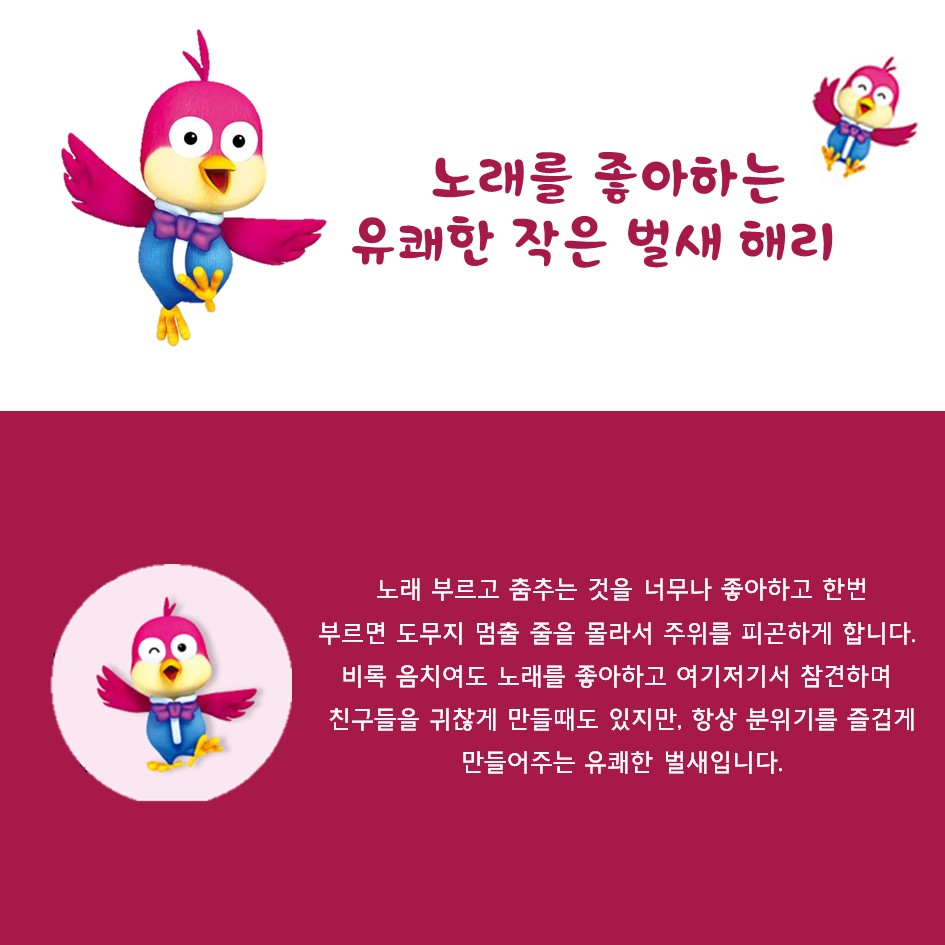 노래를 좋아하는
유쾌한 작은 벌새 해리
노래 부르고 춤추는 것을 너무나 좋아하고 한번
부르면 도무지 멈출 줄을 몰라서 주위를 피곤하게 합니다.
비록 음치여도 노래를 좋아하고 여기저기서 참견하며
친구들을 귀찮게 만들때도 있지만, 항상 분위기를 즐겁게
만들어주는 유쾌한 벌새입니다.